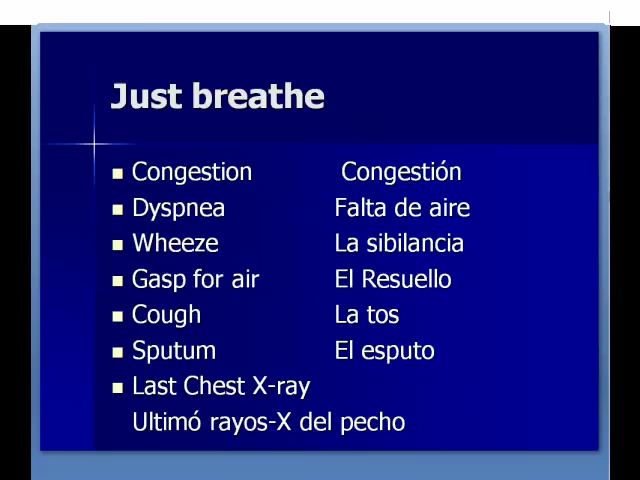 Just breathe
Congestion Congestión
Dyspnea Falta de aire
Wheeze La sibilancia
Gasp for air El Resuello
Cough La tos
Sputum El esputo
Last Chest X-ray
Ultimó rayos-X del pecho